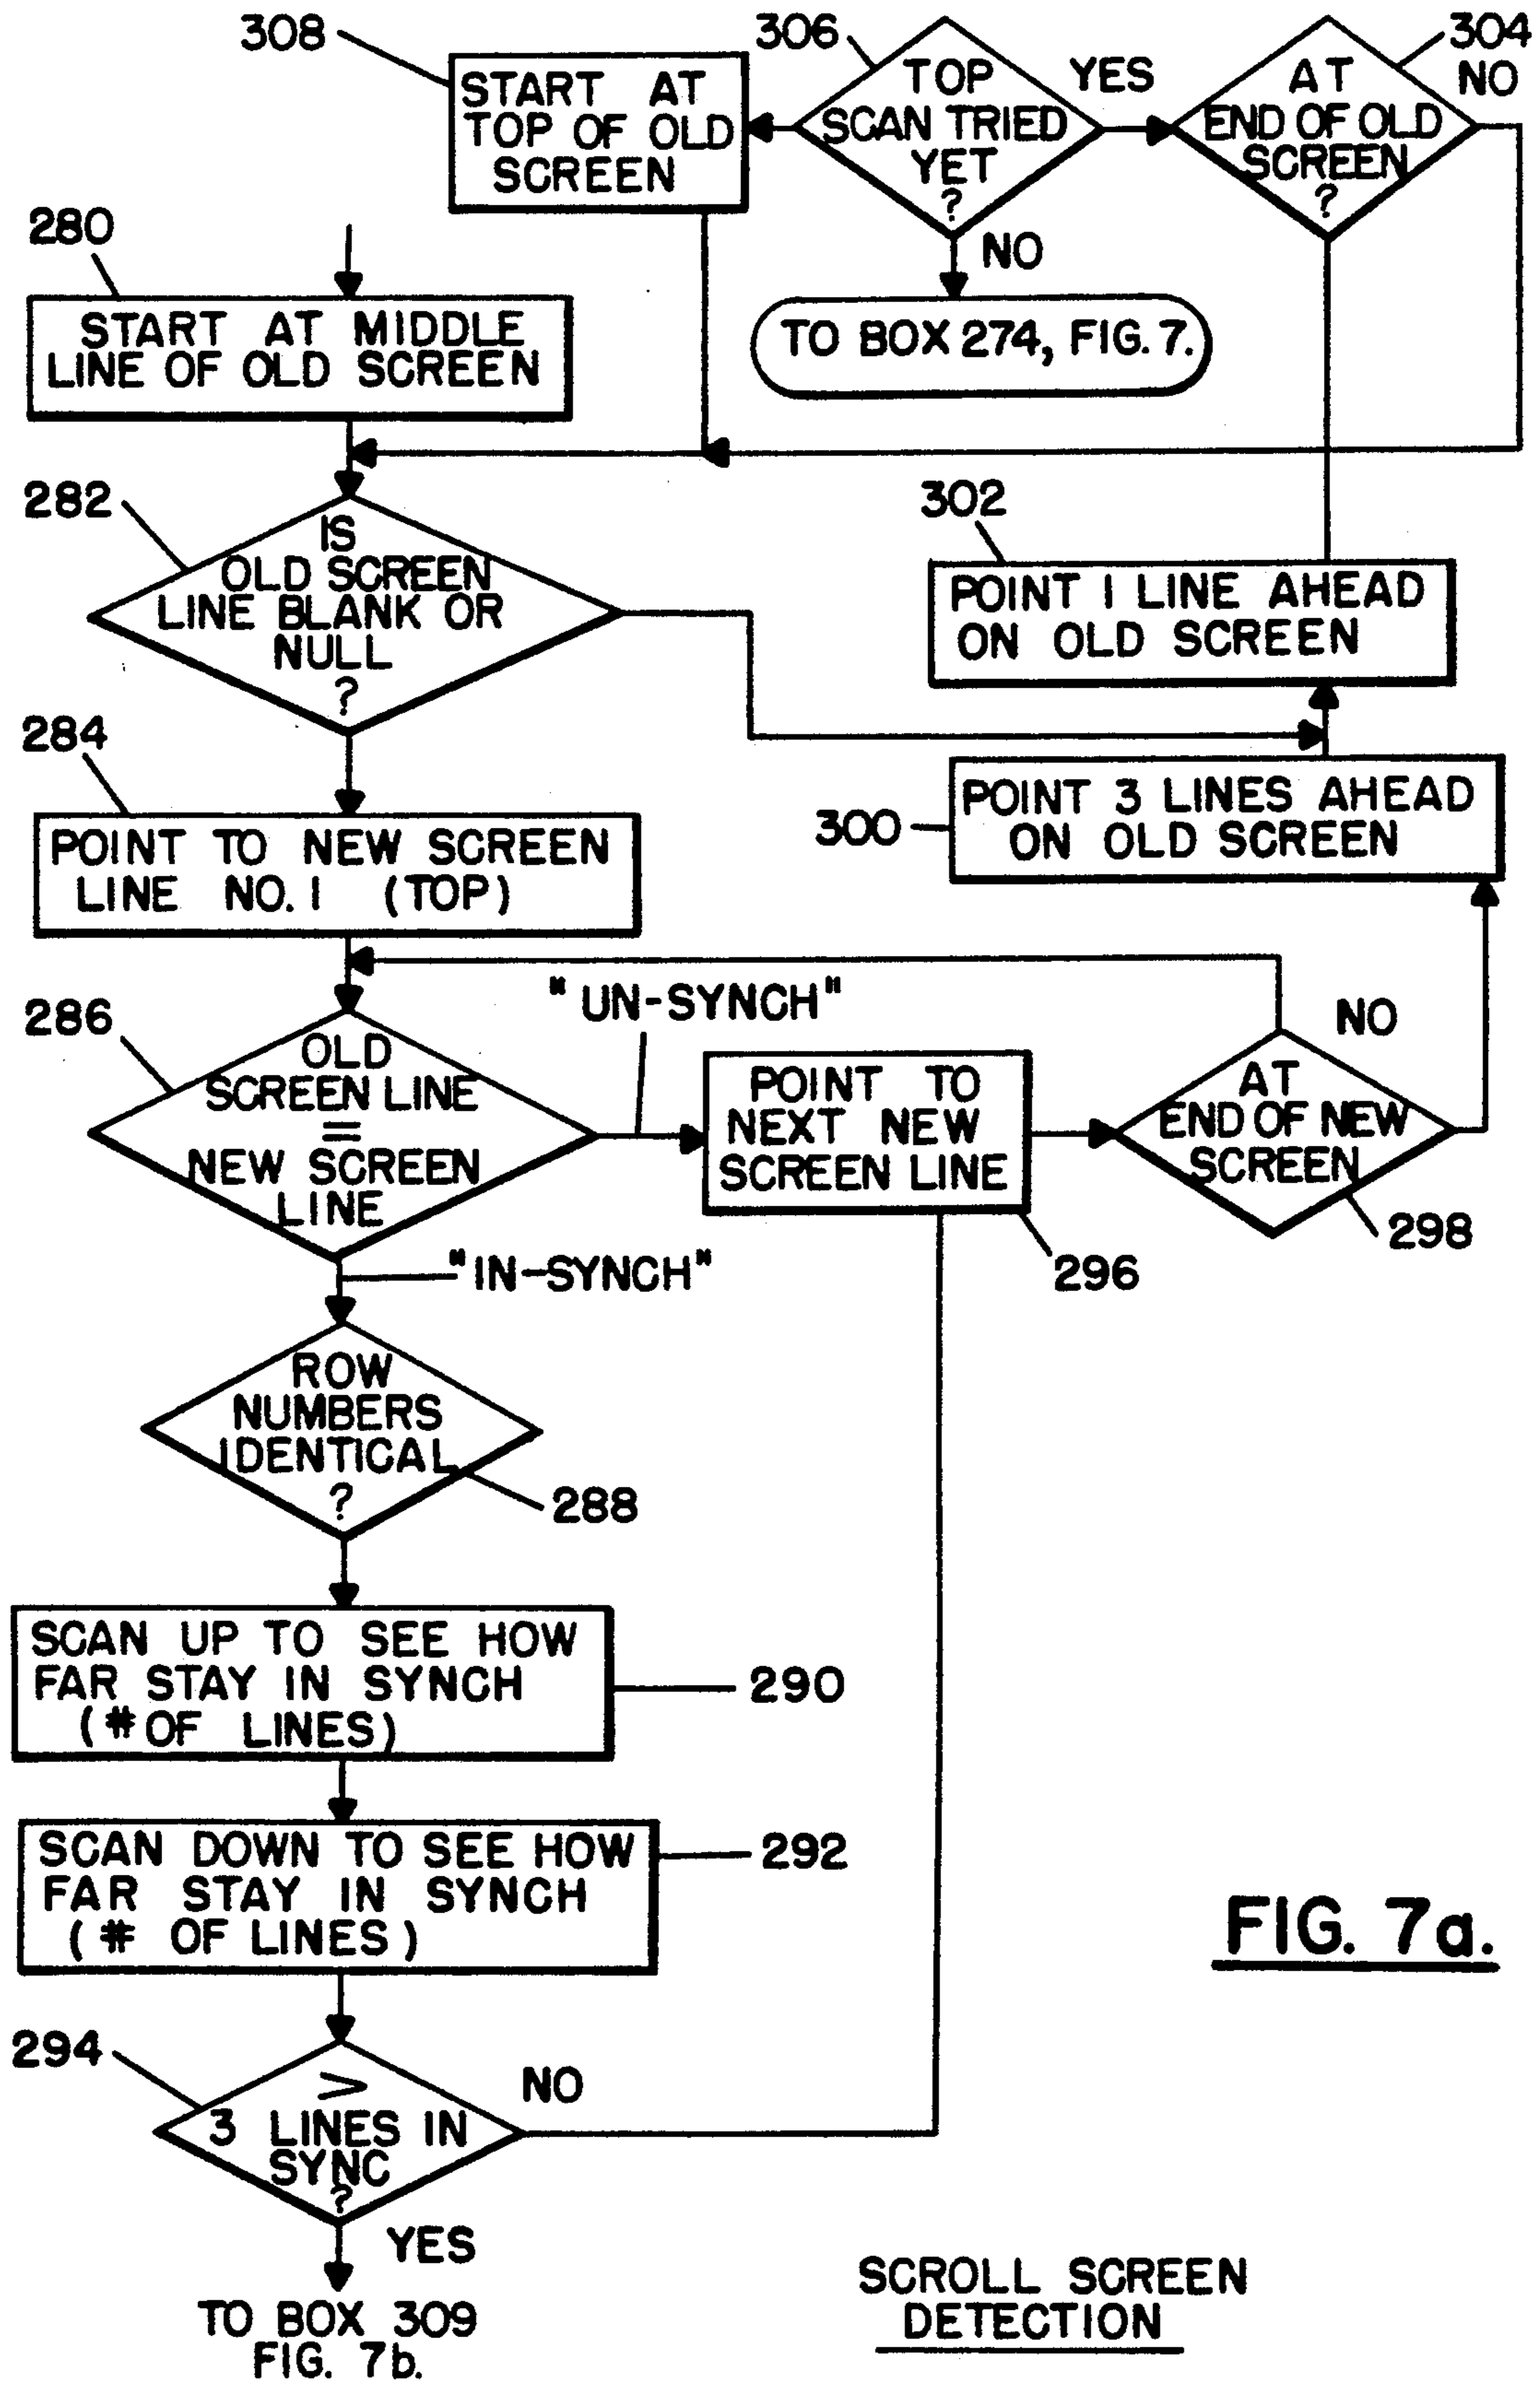 308
START AT
TOP OF OLD
SCREEN
306
TOP
SCAN TRIED
YET
?
YES
NO
304
AT
END OF OLD
SCREEN
?
NO
TO BOX 274, FIG. 7.
280
START AT MIDDLE
LINE OF OLD SCREEN
282
IS
OLD SCREEN
LINE BLANK OR
NULL
?
302
POINT 1 LINE AHEAD
ON OLD SCREEN
284
POINT TO NEW SCREEN
LINE NO. 1 (TOP)
300
POINT 3 LINES AHEAD
ON OLD SCREEN
286
OLD
SCREEN LINE
=
NEW SCREEN
LINE
"UN-SYNCH"
POINT TO
NEXT NEW
SCREEN LINE
296
AT
END OF NEW
SCREEN
NO
298
"IN-SYNCH"
ROW
NUMBERS
IDENTICAL
?
288
SCAN UP TO SEE HOW
FAR STAY IN SYNCH
(# OF LINES)
290
SCAN DOWN TO SEE HOW
FAR STAY IN SYNCH
(# OF LINES)
292
294
>
3 LINES IN
SYNC
?
NO
YES
TO BOX 309
FIG. 7b.
FIG. 7a.
SCROLL SCREEN
DETECTION